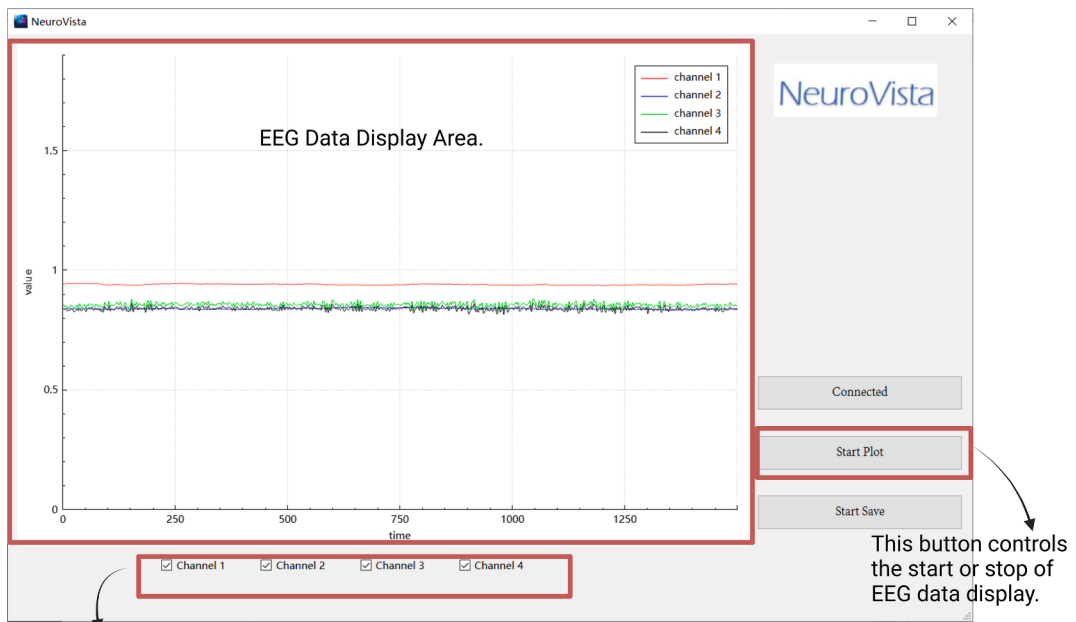 NeuroVista
channel 1
channel 2
channel 3
channel 4
EEG Data Display Area.
NeuroVista
1.5
1
value
0.5
0
0 250 500 750 1000 1250
time
Connected
Start Plot
Start Save
This button controls
the start or stop of
EEG data display.
Channel 1 Channel 2 Channel 3 Channel 4